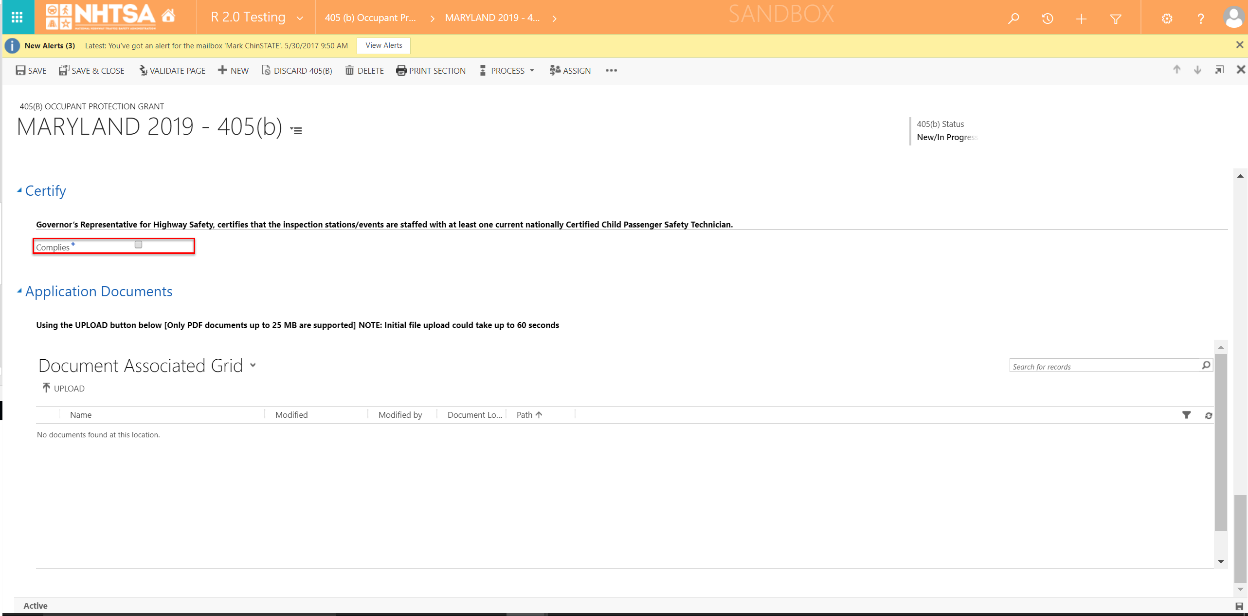 NHTSA R 2.0 Testing 405 (b) Occupant Pr... MARYLAND 2019 - 4... SANDBOX
New Alerts (3) Latest: You've got an alert for the mailbox 'Mark ChinSTATE'. 5/30/2017 9:50 AM View Alerts
SAVE SAVE & CLOSE VALIDATE PAGE NEW DISCARD 405(B) DELETE PRINT SECTION PROCESS ASSIGN •••
405(B) OCCUPANT PROTECTION GRANT
MARYLAND 2019 - 405(b)
405(b) Status
New/In Progress
Certify
Governor's Representative for Highway Safety, certifies that the inspection stations/events are staffed with at least one current nationally Certified Child Passenger Safety Technician.
Complies *
Application Documents
Using the UPLOAD button below [Only PDF documents up to 25 MB are supported] NOTE: Initial file upload could take up to 60 seconds
Document Associated Grid
Search for records
UPLOAD
Name Modified Modified by Document Lo... Path
No documents found at this location.
Active